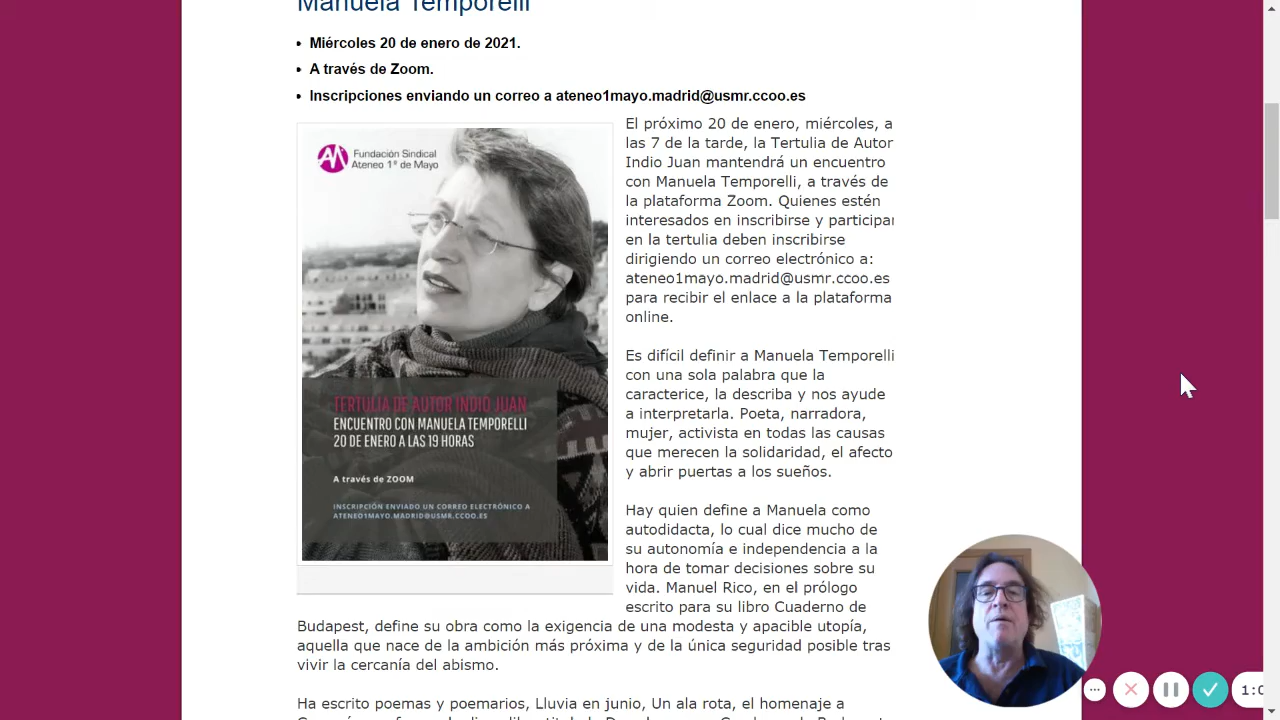 Manuela Temporelli
Miércoles 20 de enero de 2021.
A través de Zoom.
Inscripciones enviando un correo a ateneo1mayo.madrid@usmr.ccoo.es
Fundación Sindical
Ateneo 1º de Mayo
TERTULIA DE AUTOR INDIO JUAN
ENCUENTRO CON MANUELA TEMPORELLI
20 DE ENERO A LAS 19 HORAS
A través de ZOOM
INSCRIPCIÓN ENVIADO UN CORREO ELECTRÓNICO A
ATENEO1MAYO.MADRID@USMR.CCOO.ES
El próximo 20 de enero, miércoles, a
las 7 de la tarde, la Tertulia de Autor
Indio Juan mantendrá un encuentro
con Manuela Temporelli, a través de
la plataforma Zoom. Quienes estén
interesados en inscribirse y participar
en la tertulia deben inscribirse
dirigiendo un correo electrónico a:
ateneo1mayo.madrid@usmr.ccoo.es
para recibir el enlace a la plataforma
online.
Es difícil definir a Manuela Temporelli
con una sola palabra que la
caracterice, la describa y nos ayude
a interpretarla. Poeta, narradora,
mujer, activista en todas las causas
que merecen la solidaridad, el afecto
y abrir puertas a los sueños.
Hay quien define a Manuela como
autodidacta, lo cual dice mucho de
su autonomía e independencia a la
hora de tomar decisiones sobre su
vida. Manuel Rico, en el prólogo
escrito para su libro Cuaderno de
Budapest, define su obra como la exigencia de una modesta y apacible utopía,
aquella que nace de la ambición más próxima y de la única seguridad posible tras
vivir la cercanía del abismo.
Ha escrito poemas y poemarios, Lluvia en junio, Un ala rota, el homenaje a